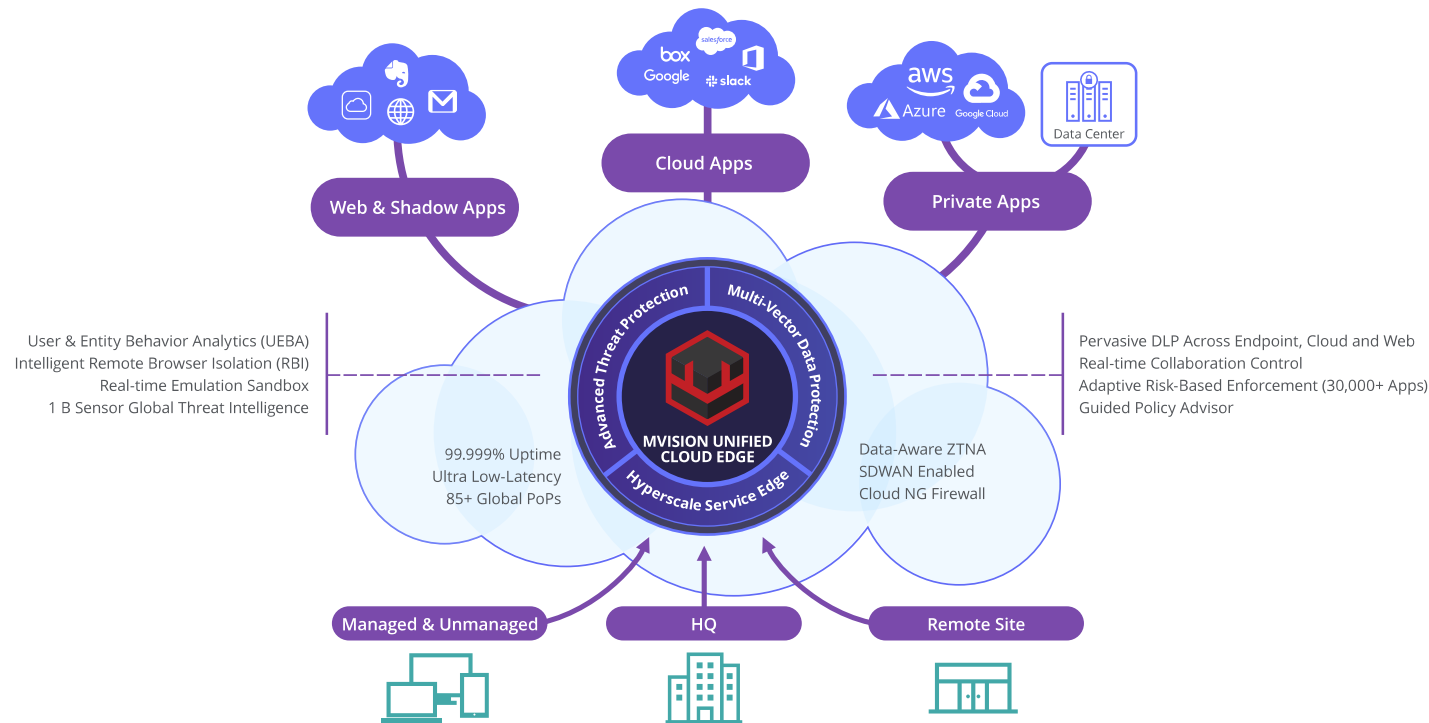 box
salesforce
Google
slack
aws
Azure
Google Cloud
Data Center
Cloud Apps
Web & Shadow Apps
Private Apps
Advanced Threat Protection
Multi-Vector Data Protection
Hyperscale Service Edge
MVISION UNIFIED
CLOUD EDGE
User & Entity Behavior Analytics (UEBA)
Intelligent Remote Browser Isolation (RBI)
Real-time Emulation Sandbox
1 B Sensor Global Threat Intelligence
Pervasive DLP Across Endpoint, Cloud and Web
Real-time Collaboration Control
Adaptive Risk-Based Enforcement (30,000+ Apps)
Guided Policy Advisor
99.999% Uptime
Ultra Low-Latency
85+ Global PoPs
Data-Aware ZTNA
SDWAN Enabled
Cloud NG Firewall
Managed & Unmanaged
HQ
Remote Site